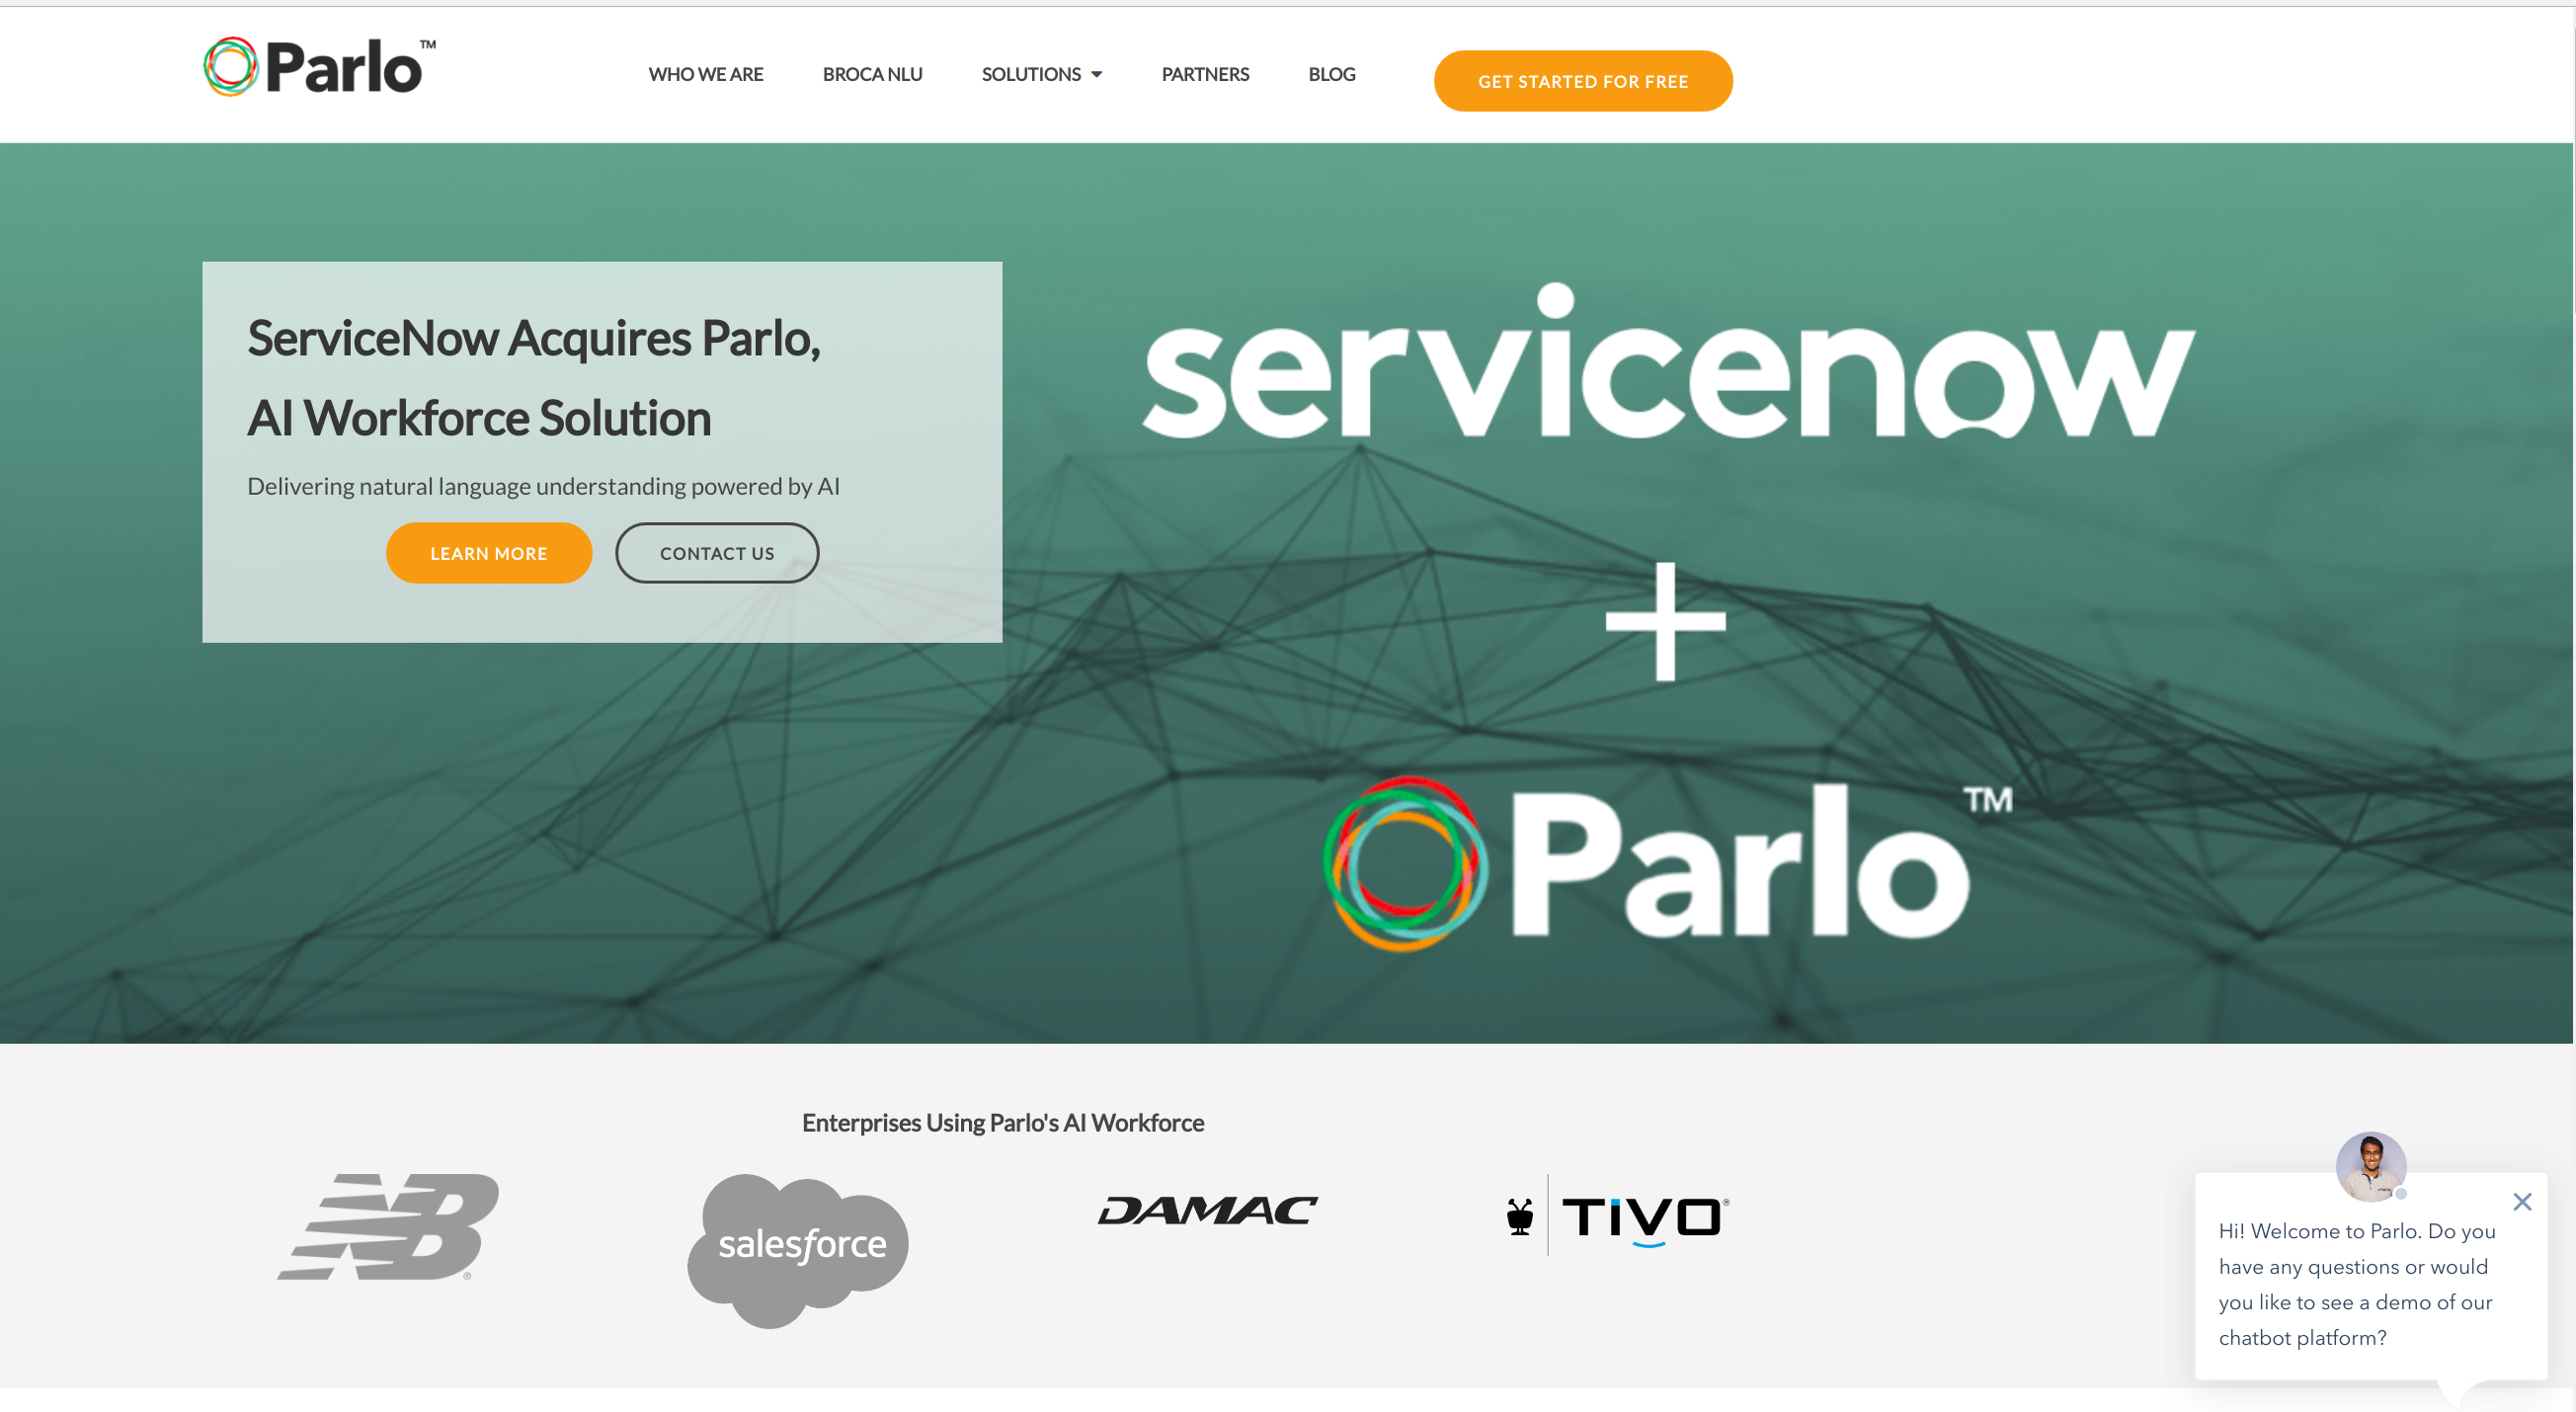 Parlo™
WHO WE ARE
BROCA NLU
SOLUTIONS
PARTNERS
BLOG
GET STARTED FOR FREE
ServiceNow Acquires Parlo,
AI Workforce Solution
Delivering natural language understanding powered by AI
LEARN MORE
CONTACT US
servicenow
+
Parlo™
Enterprises Using Parlo's AI Workforce
NB®
salesforce
DAMAC
TiVO®
Hi! Welcome to Parlo. Do you
have any questions or would
you like to see a demo of our
chatbot platform?